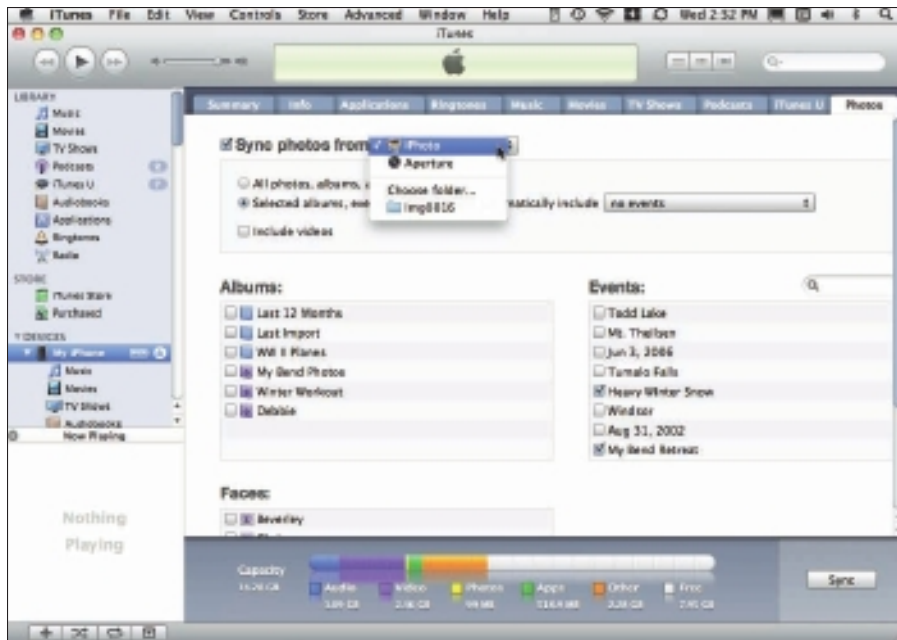 iTunes File Edit View Controls Store Advanced Window Help Wed 2:52 PM
iTunes
LIBRARY
Music
Movies
TV Shows
Podcasts
iTunes U
Audiobooks
Applications
Ringtones
Radio
STORE
iTunes Store
Purchased
DEVICES
My iPhone
Music
Movies
TV Shows
Audiobooks
Now Playing
Nothing
Playing
Summary Info Applications Ringtones Music Movies TV Shows Podcasts iTunes U Photos
Sync photos from
iPhoto
Aperture
Choose folder...
img0816
All photos, albums,
Selected albums, matically include no events
Include videos
Albums:
Last 12 Months
Last Import
WW II Planes
My Bend Photos
Winter Workout
Debbie
Events:
Todd Lake
Mt. Theilsen
Jun 3, 2006
Tumalo Falls
Heavy Winter Snow
Windsor
Aug 31, 2002
My Bend Retreat
Faces:
Beverley
Capacity
Audio Video Photos Apps Other Free
Sync